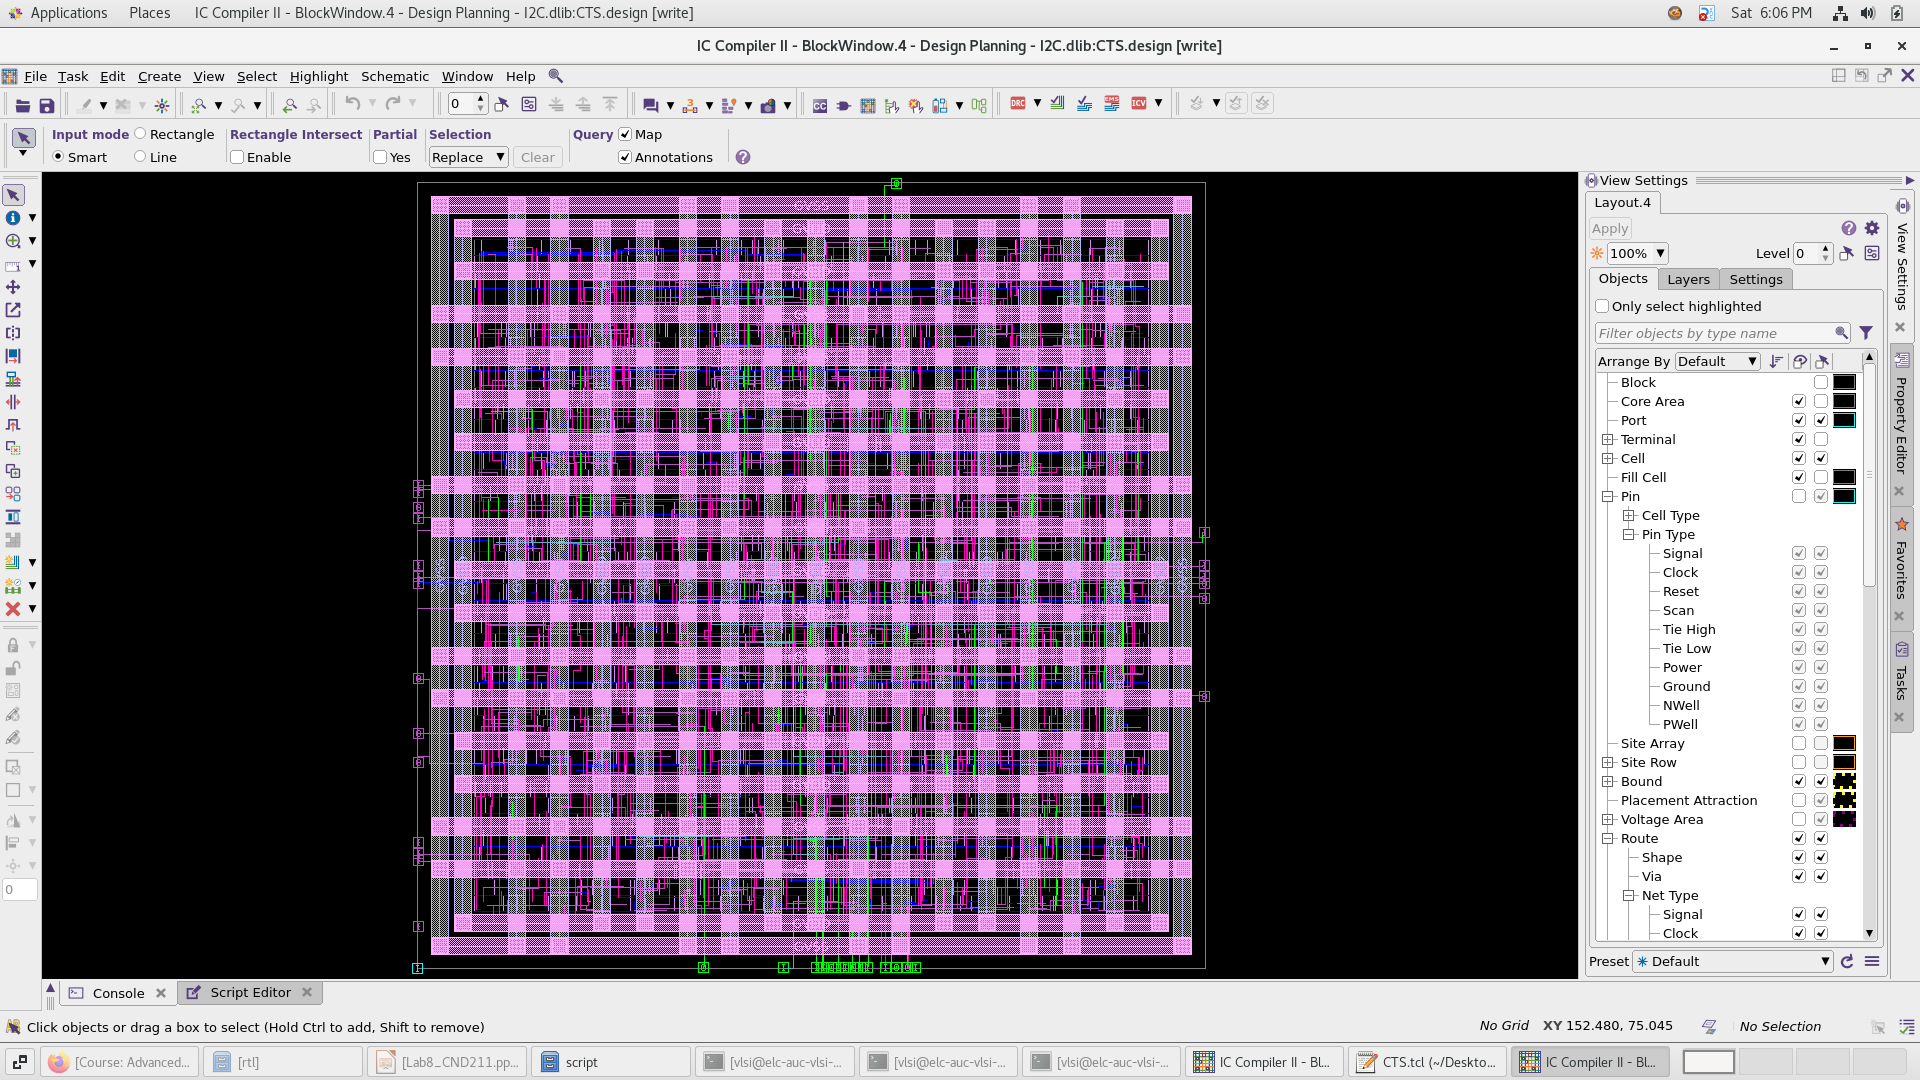 Applications Places IC Compiler II - BlockWindow.4 - Design Planning - I2C.dlib:CTS.design [write] Sat 6:06 PM
IC Compiler II - BlockWindow.4 - Design Planning - I2C.dlib:CTS.design [write]
File Task Edit Create View Select Highlight Schematic Window Help
0
DRC
ICV
Input mode Rectangle Rectangle Intersect Partial Selection Query Map
Smart Line Enable Yes Replace Clear Annotations
View Settings
Layout.4
Apply
100% Level 0
Objects Layers Settings
Only select highlighted
Filter objects by type name
Arrange By Default
Block
Core Area
Port
Terminal
Cell
Fill Cell
Pin
Cell Type
Pin Type
Signal
Clock
Reset
Scan
Tie High
Tie Low
Power
Ground
NWell
PWell
Site Array
Site Row
Bound
Placement Attraction
Voltage Area
Route
Shape
Via
Net Type
Signal
Clock
Preset Default
View Settings
Property Editor
Favorites
Tasks
0
Console Script Editor
Click objects or drag a box to select (Hold Ctrl to add, Shift to remove) No Grid XY 152.480, 75.045 No Selection
[Course: Advanced... [rtl] [Lab8_CND211.pp... script [vlsi@elc-auc-vlsi-... [vlsi@elc-auc-vlsi-... [vlsi@elc-auc-vlsi-... IC Compiler II - Bl... CTS.tcl (~/Deskto... IC Compiler II - Bl...